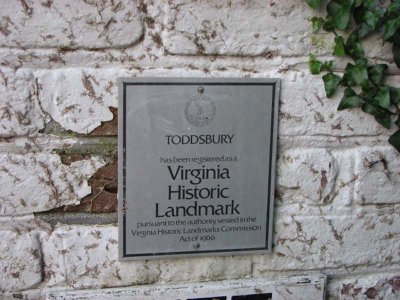 TODDSBURY
has been registered as a
Virginia
Historic
Landmark
pursuant to the authority vested in the
Virginia Historic Landmarks Commission
Act of 1966